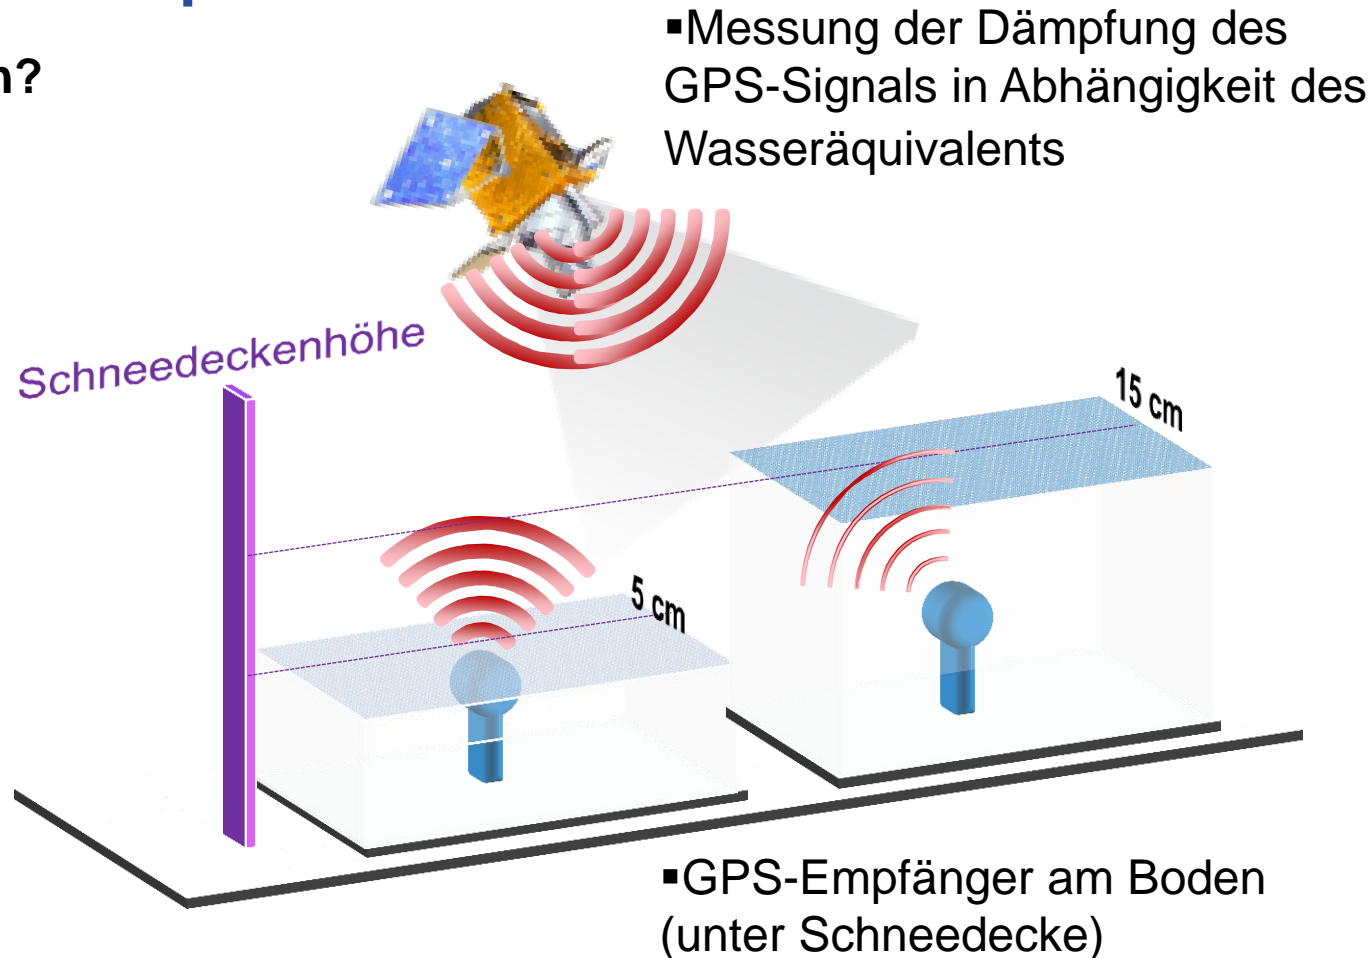 n?
▪Messung der Dämpfung des
GPS-Signals in Abhängigkeit des
Wasseräquivalents
Schneedeckenhöhe
15 cm
5 cm
▪GPS-Empfänger am Boden
(unter Schneedecke)